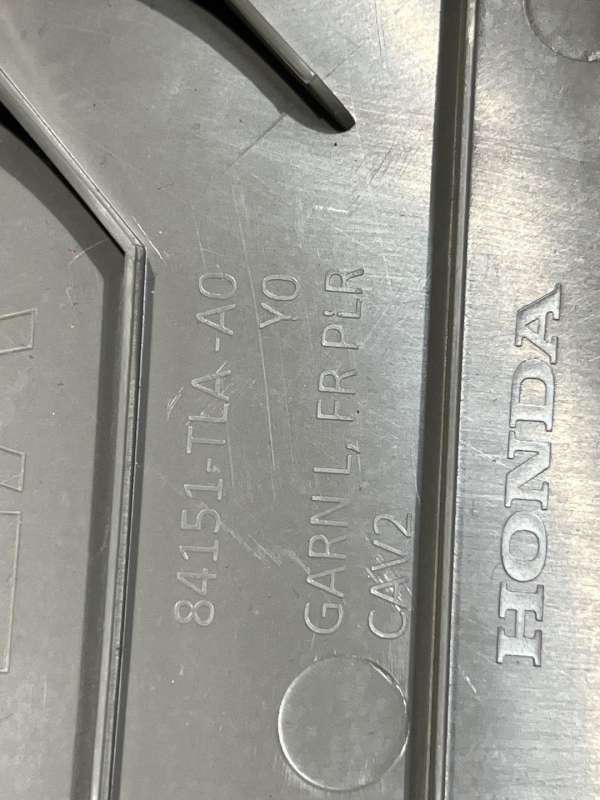 84151-TLA-A0
Y0
GARN L, FR PLR
CAV2
HONDA